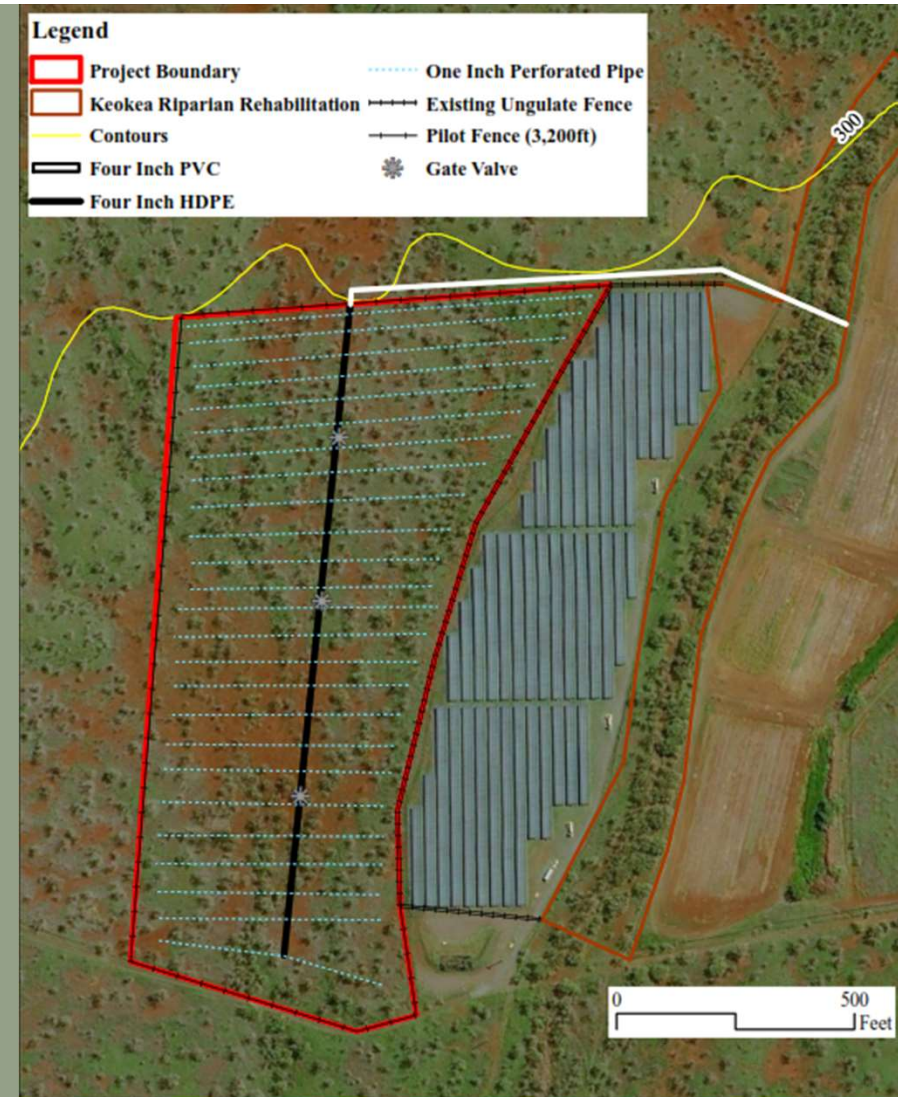 Legend
Project Boundary
Keokea Riparian Rehabilitation
Contours
Four Inch PVC
Four Inch HDPE
One Inch Perforated Pipe
Existing Ungulate Fence
Pilot Fence (3,200ft)
Gate Valve
300
0 500
Feet